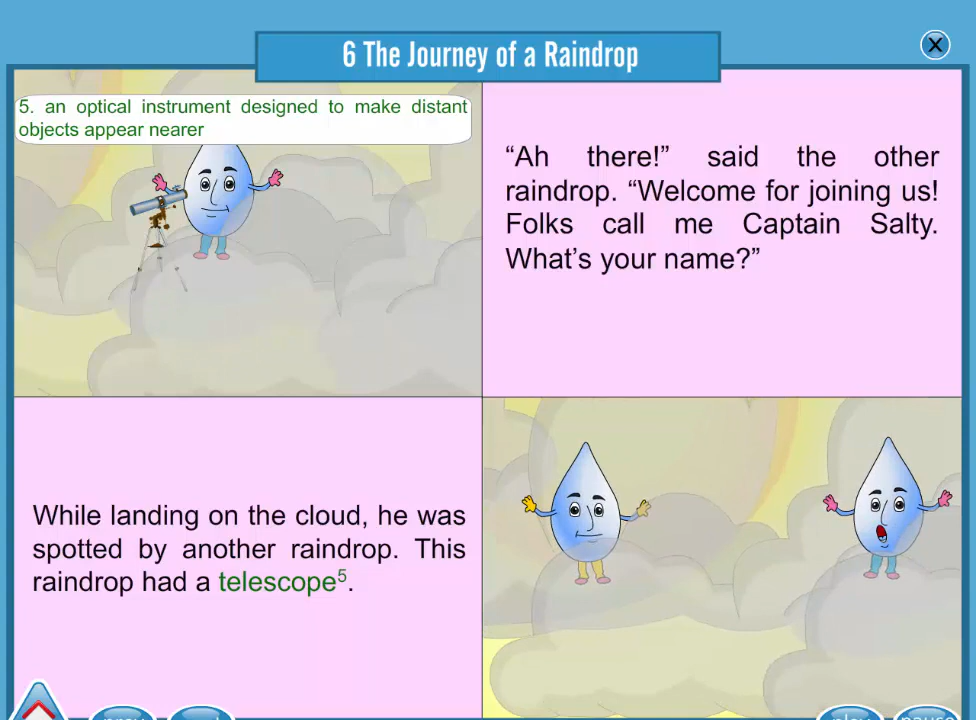 6 The Journey of a Raindrop
5. an optical instrument designed to make distant
objects appear nearer
“Ah there!” said the other
raindrop. “Welcome for joining us!
Folks call me Captain Salty.
What’s your name?”
While landing on the cloud, he was
spotted by another raindrop. This
raindrop had a telescope⁵.